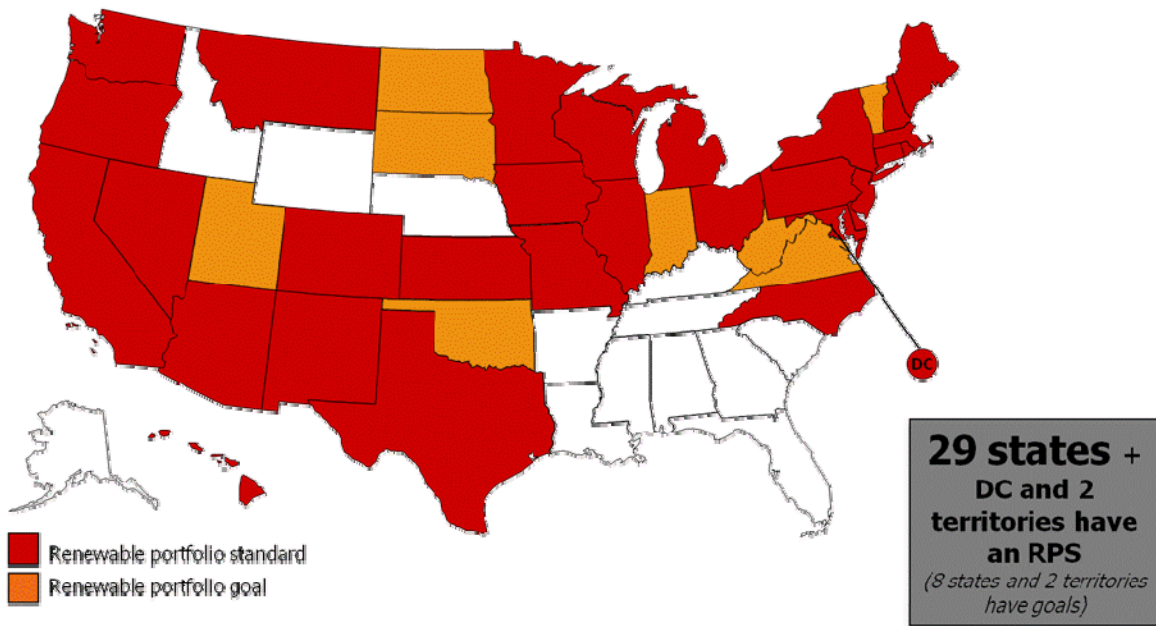 DC
29 states +
DC and 2
territories have
an RPS
(8 states and 2 territories
have goals)
Renewable portfolio standard
Renewable portfolio goal